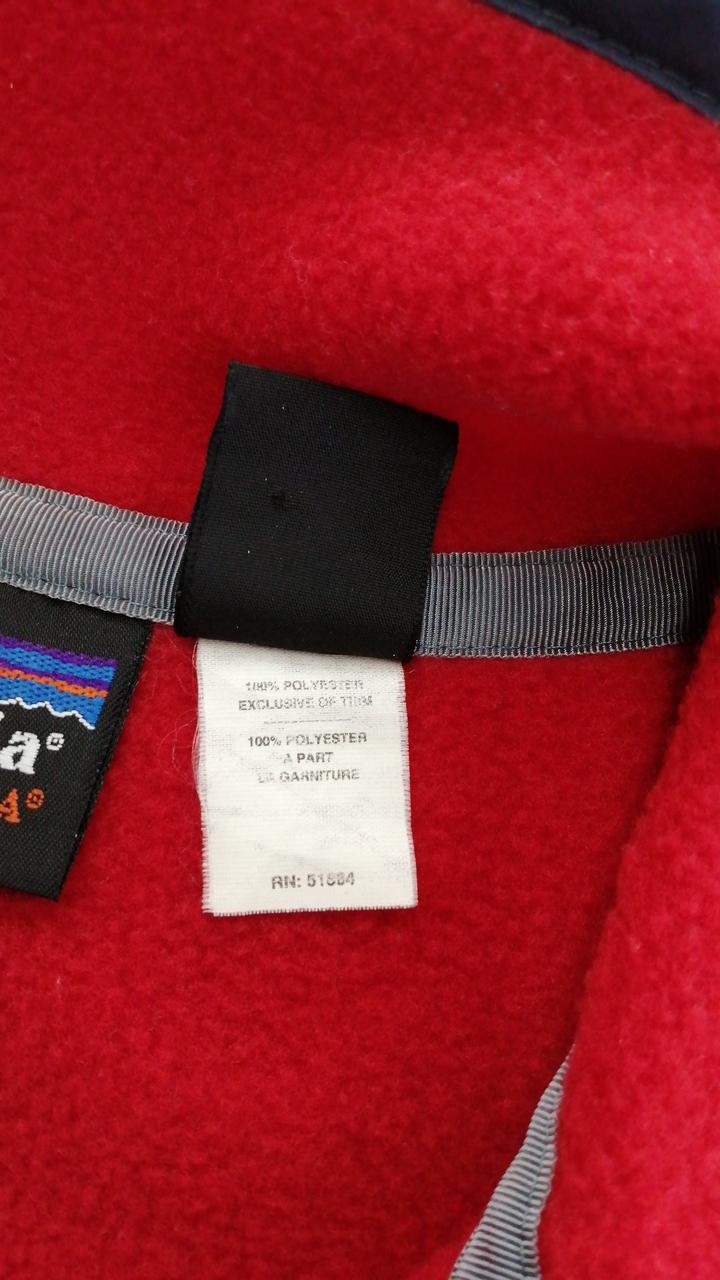 a®
A®
100% POLYESTER
EXCLUSIVE OF TRIM
100% POLYESTER
A PART
LA GARNITURE
RN: 51884